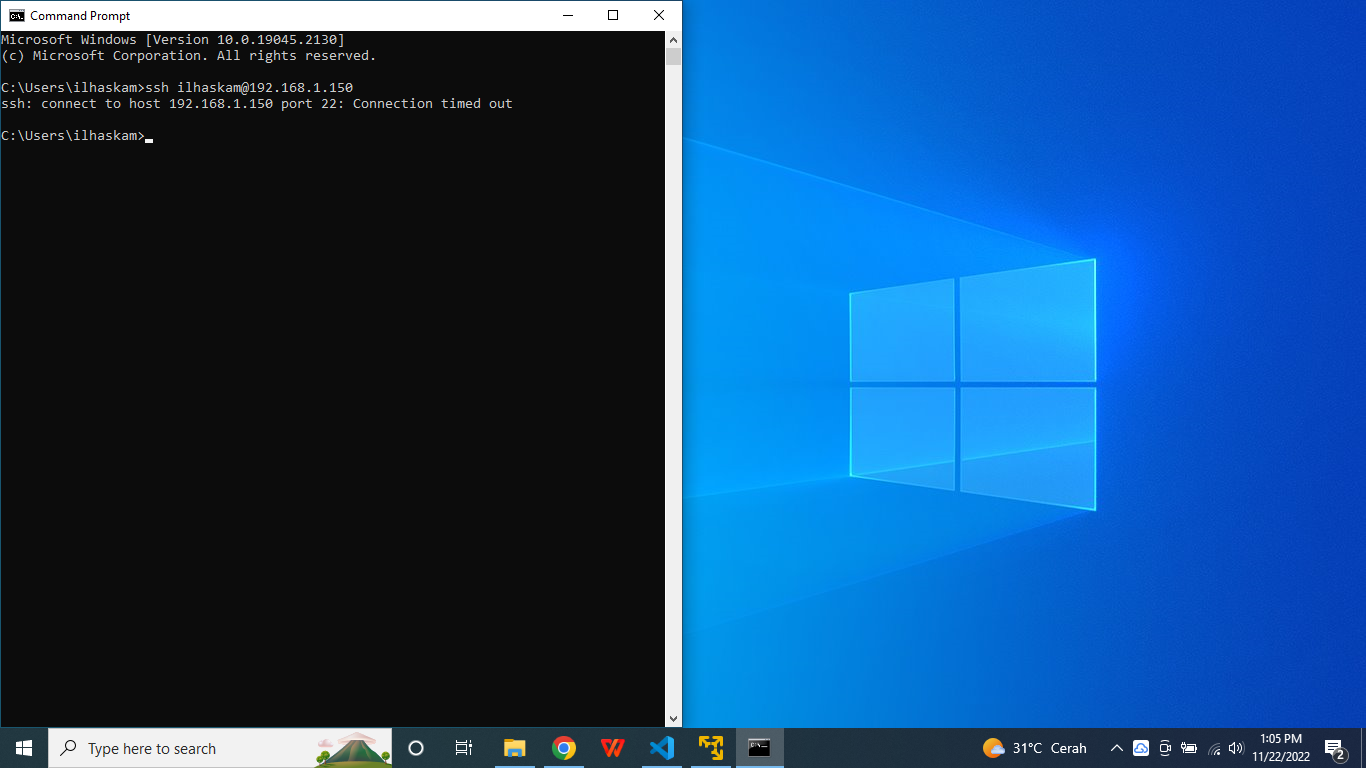 Command Prompt
Microsoft Windows [Version 10.0.19045.2130]
(c) Microsoft Corporation. All rights reserved.
C:\Users\ilhaskam>ssh ilhaskam@192.168.1.150
ssh: connect to host 192.168.1.150 port 22: Connection timed out
C:\Users\ilhaskam>
Type here to search
31°C Cerah
1:05 PM
11/22/2022
2